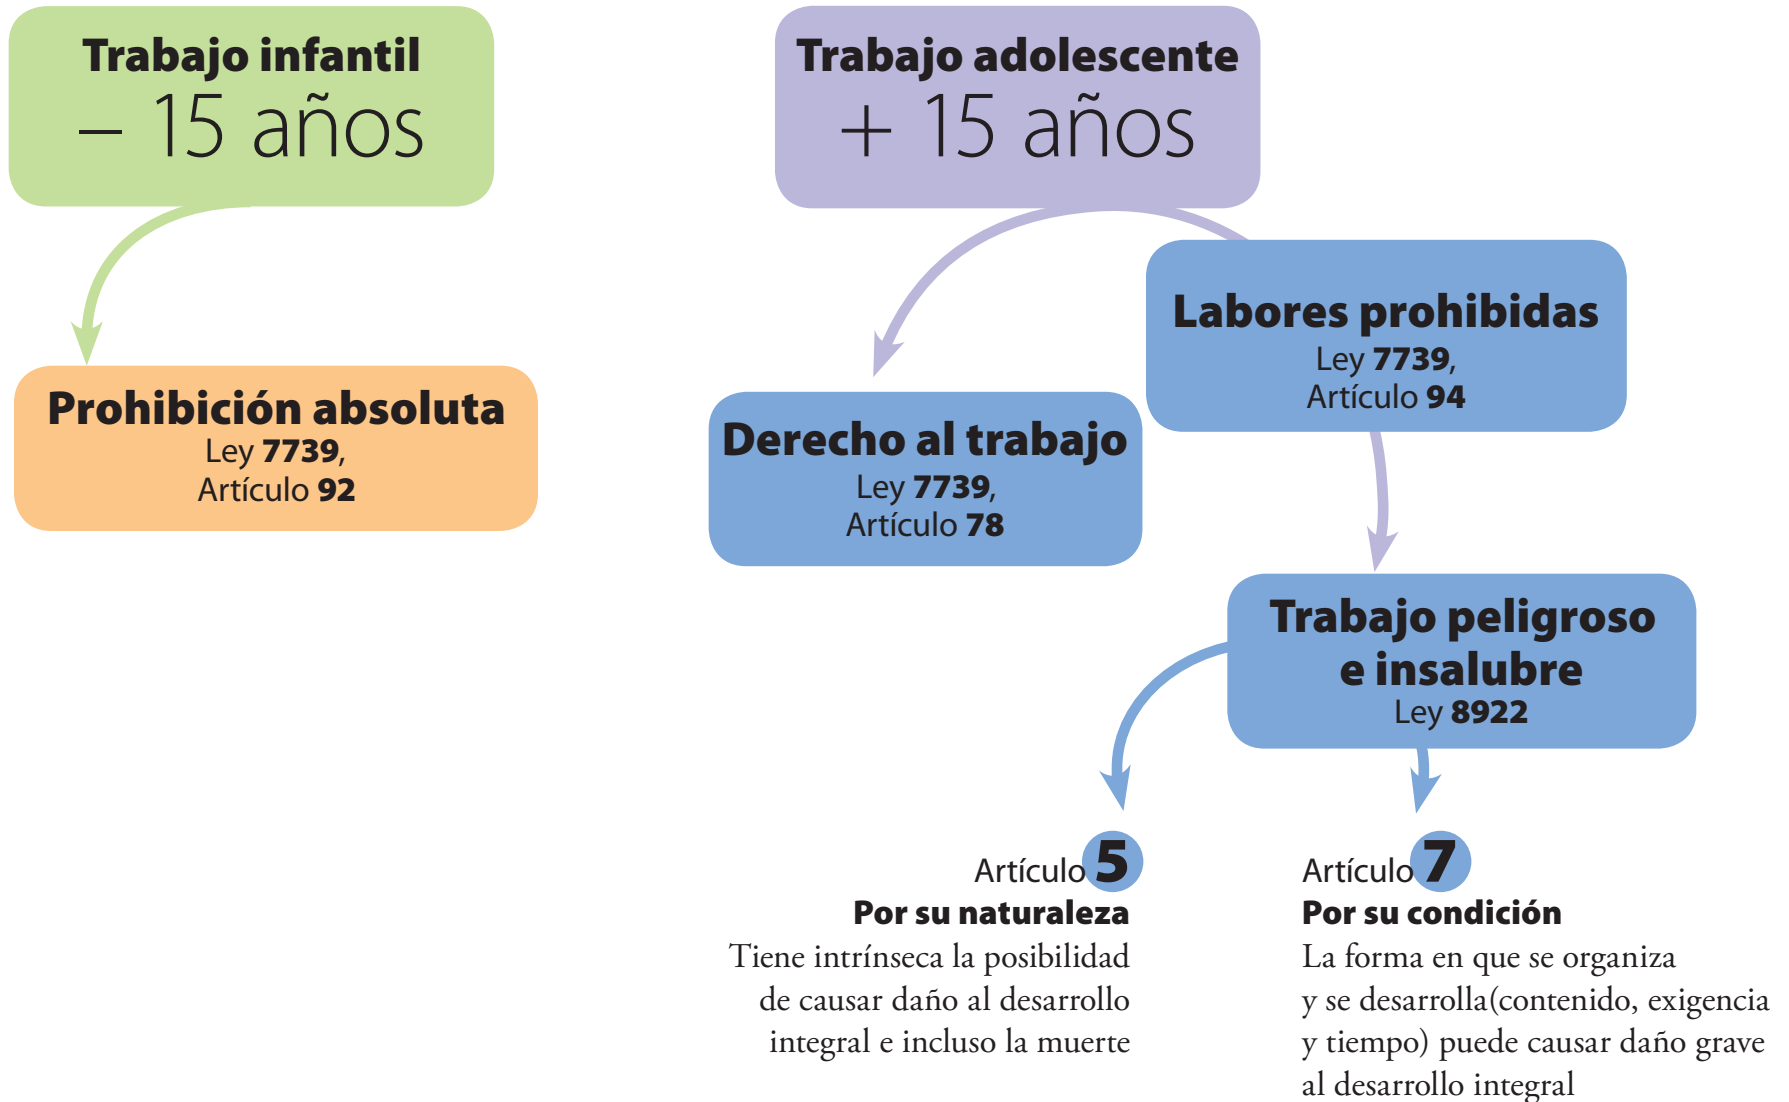 Trabajo infantil
– 15 años
Prohibición absoluta
Ley 7739,
Artículo 92
Trabajo adolescente
+ 15 años
Derecho al trabajo
Ley 7739,
Artículo 78
Labores prohibidas
Ley 7739,
Artículo 94
Trabajo peligroso
e insalubre
Ley 8922
Artículo 5
Por su naturaleza
Tiene intrínseca la posibilidad
de causar daño al desarrollo
integral e incluso la muerte
Artículo 7
Por su condición
La forma en que se organiza
y se desarrolla(contenido, exigencia
y tiempo) puede causar daño grave
al desarrollo integral